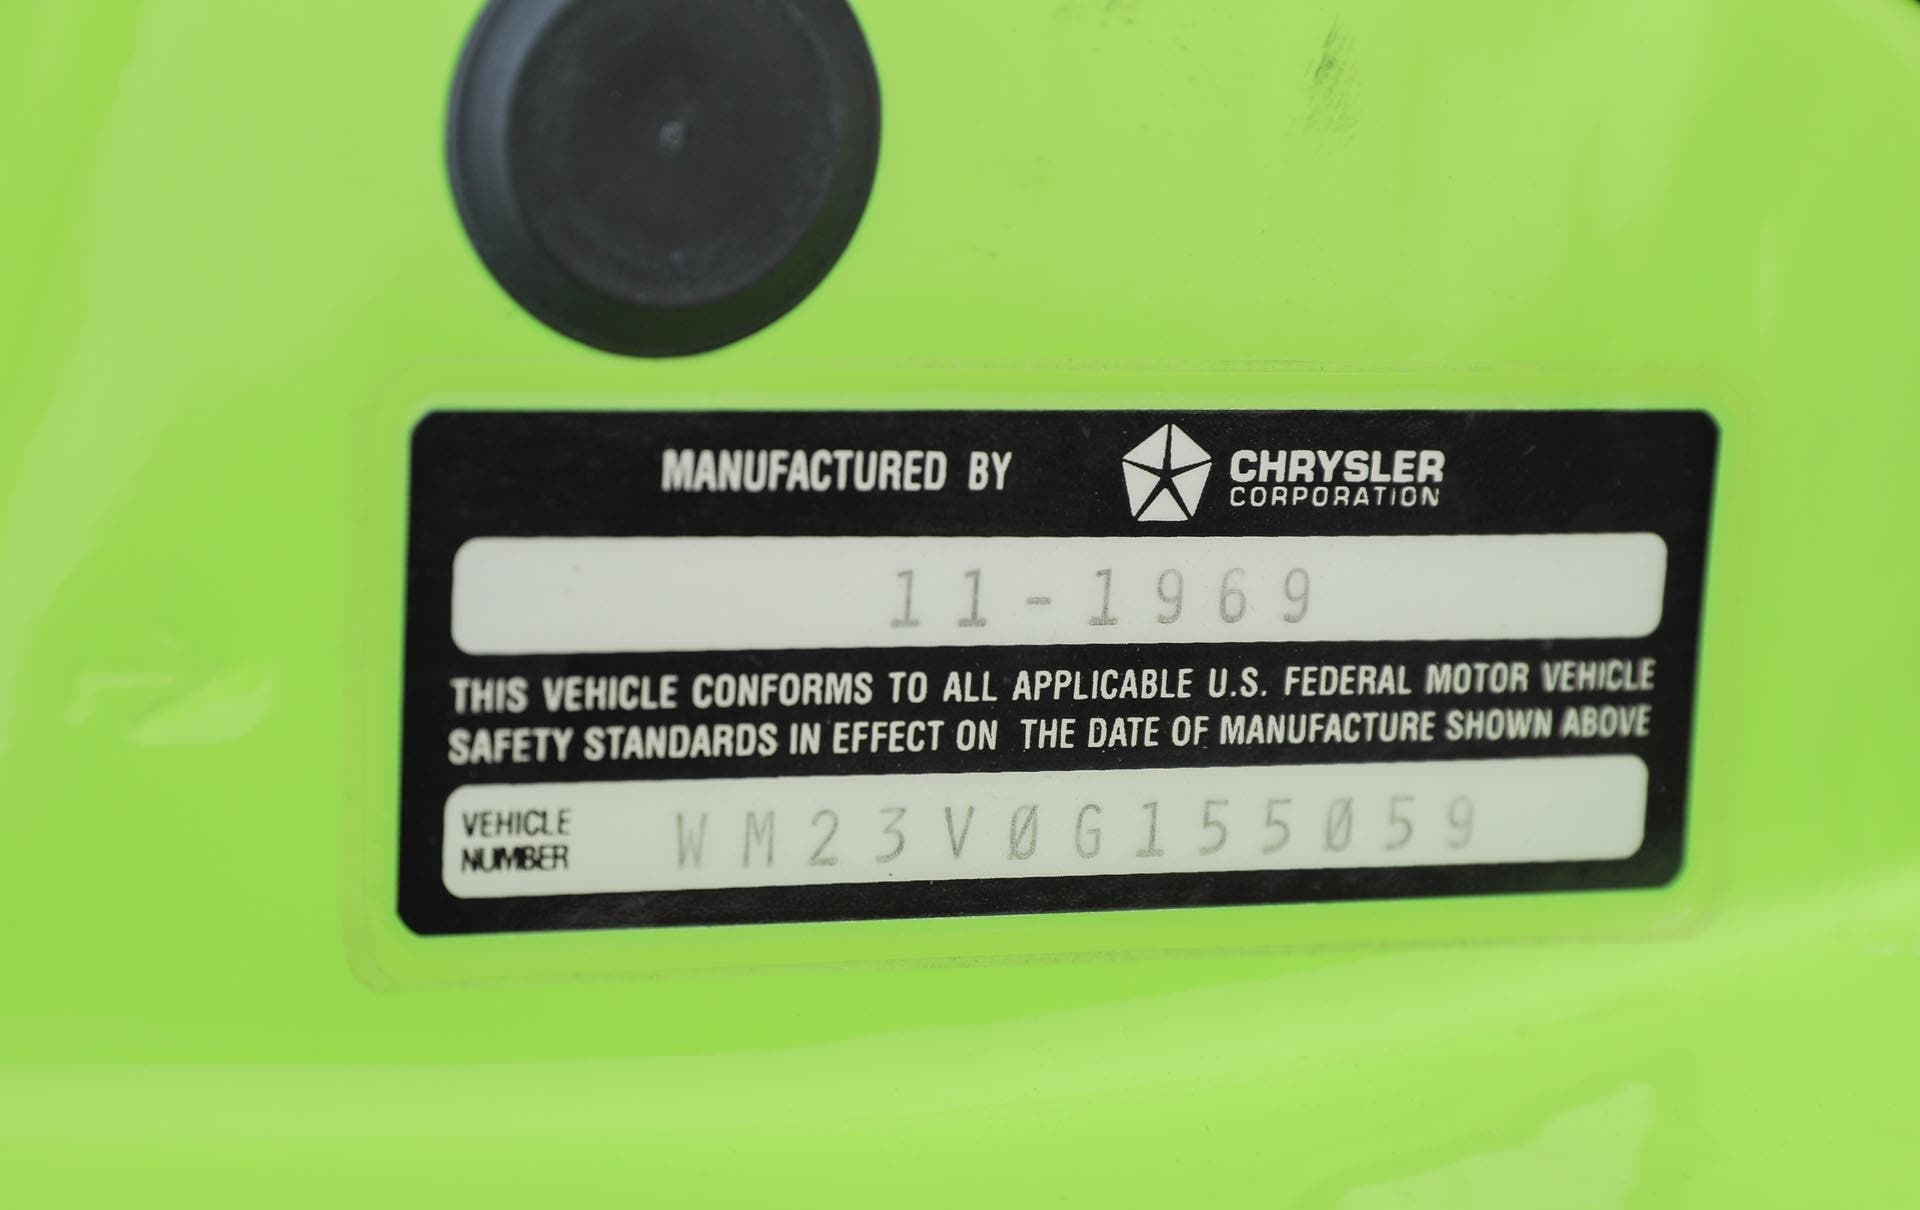 MANUFACTURED BY CHRYSLER CORPORATION
11-1969
THIS VEHICLE CONFORMS TO ALL APPLICABLE U.S. FEDERAL MOTOR VEHICLE
SAFETY STANDARDS IN EFFECT ON THE DATE OF MANUFACTURE SHOWN ABOVE
VEHICLE NUMBER WM23V0G155059